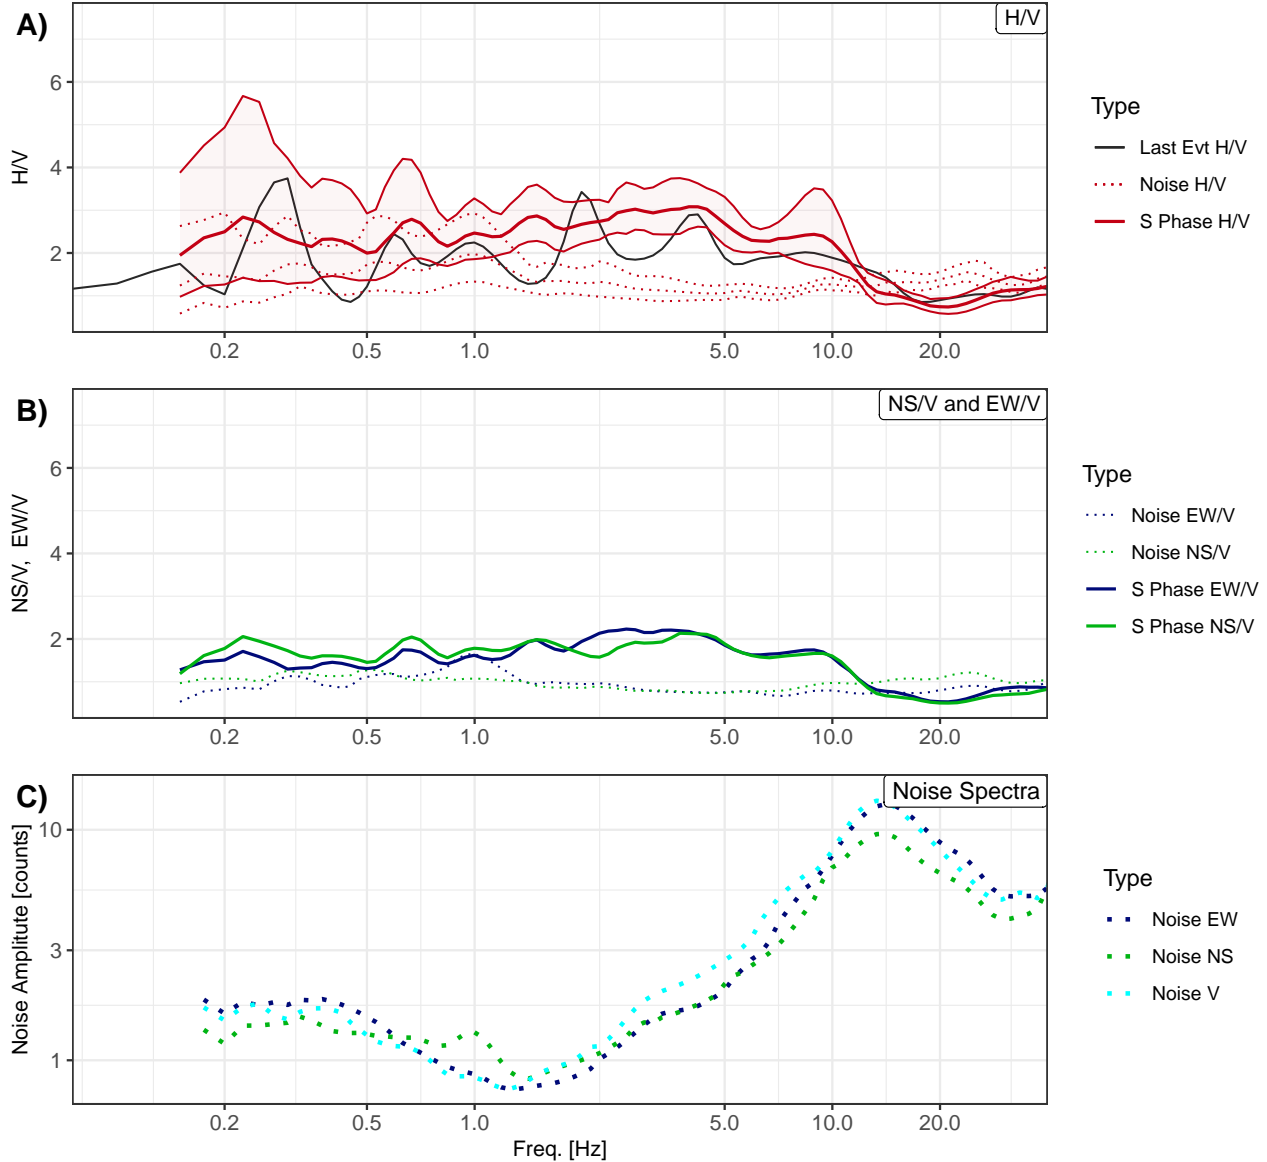 A)
H/V
6
4
2
H/V
0.2 0.5 1.0 5.0 10.0 20.0
Type
Last Evt H/V
Noise H/V
S Phase H/V
B)
NS/V and EW/V
6
4
2
NS/V, EW/V
0.2 0.5 1.0 5.0 10.0 20.0
Type
Noise EW/V
Noise NS/V
S Phase EW/V
S Phase NS/V
C)
Noise Spectra
10
3
1
Noise Amplitute [counts]
0.2 0.5 1.0 5.0 10.0 20.0
Freq. [Hz]
Type
Noise EW
Noise NS
Noise V